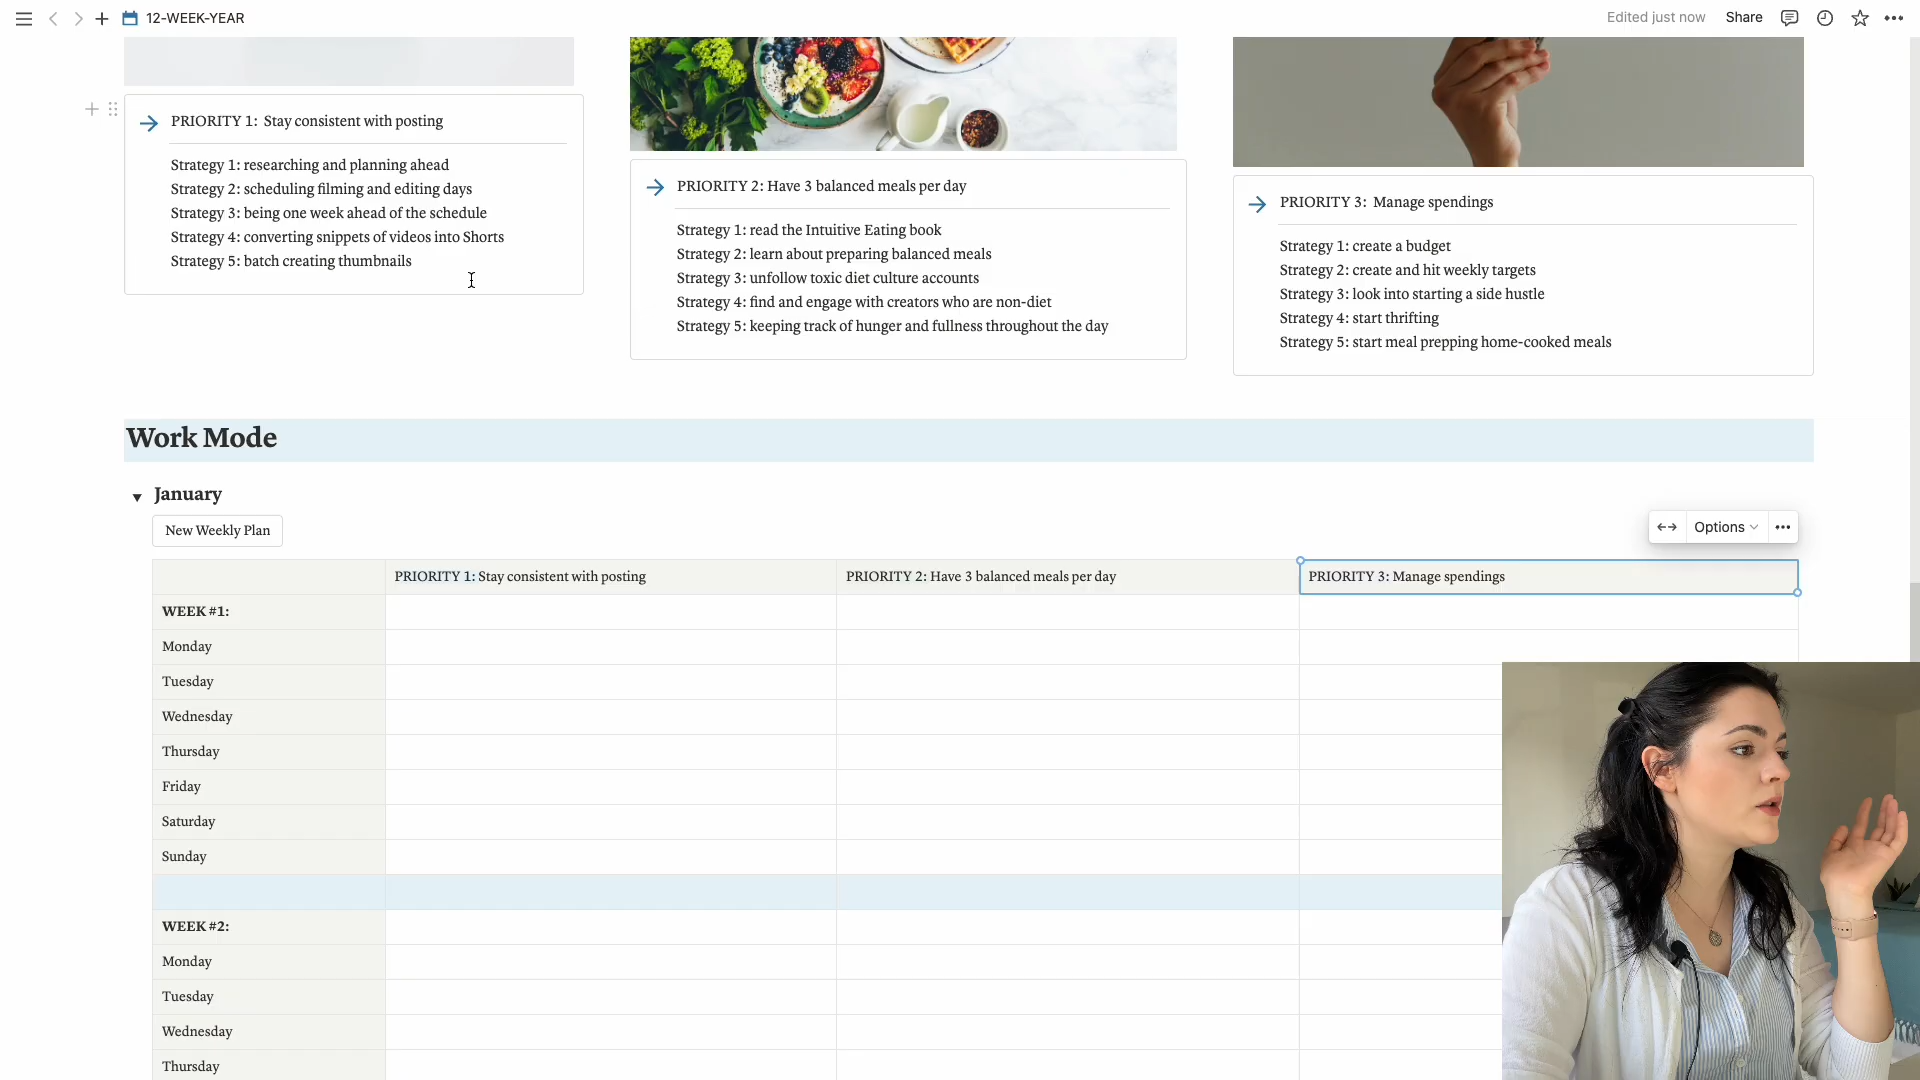 12-WEEK-YEAR
Edited just now
Share
PRIORITY 1: Stay consistent with posting
Strategy 1: researching and planning ahead
Strategy 2: scheduling filming and editing days
Strategy 3: being one week ahead of the schedule
Strategy 4: converting snippets of videos into Shorts
Strategy 5: batch creating thumbnails
PRIORITY 2: Have 3 balanced meals per day
Strategy 1: read the Intuitive Eating book
Strategy 2: learn about preparing balanced meals
Strategy 3: unfollow toxic diet culture accounts
Strategy 4: find and engage with creators who are non-diet
Strategy 5: keeping track of hunger and fullness throughout the day
PRIORITY 3: Manage spendings
Strategy 1: create a budget
Strategy 2: create and hit weekly targets
Strategy 3: look into starting a side hustle
Strategy 4: start thrifting
Strategy 5: start meal prepping home-cooked meals
Work Mode
January
New Weekly Plan
Options
PRIORITY 1: Stay consistent with posting
PRIORITY 2: Have 3 balanced meals per day
PRIORITY 3: Manage spendings
WEEK #1:
Monday
Tuesday
Wednesday
Thursday
Friday
Saturday
Sunday
WEEK #2:
Monday
Tuesday
Wednesday
Thursday